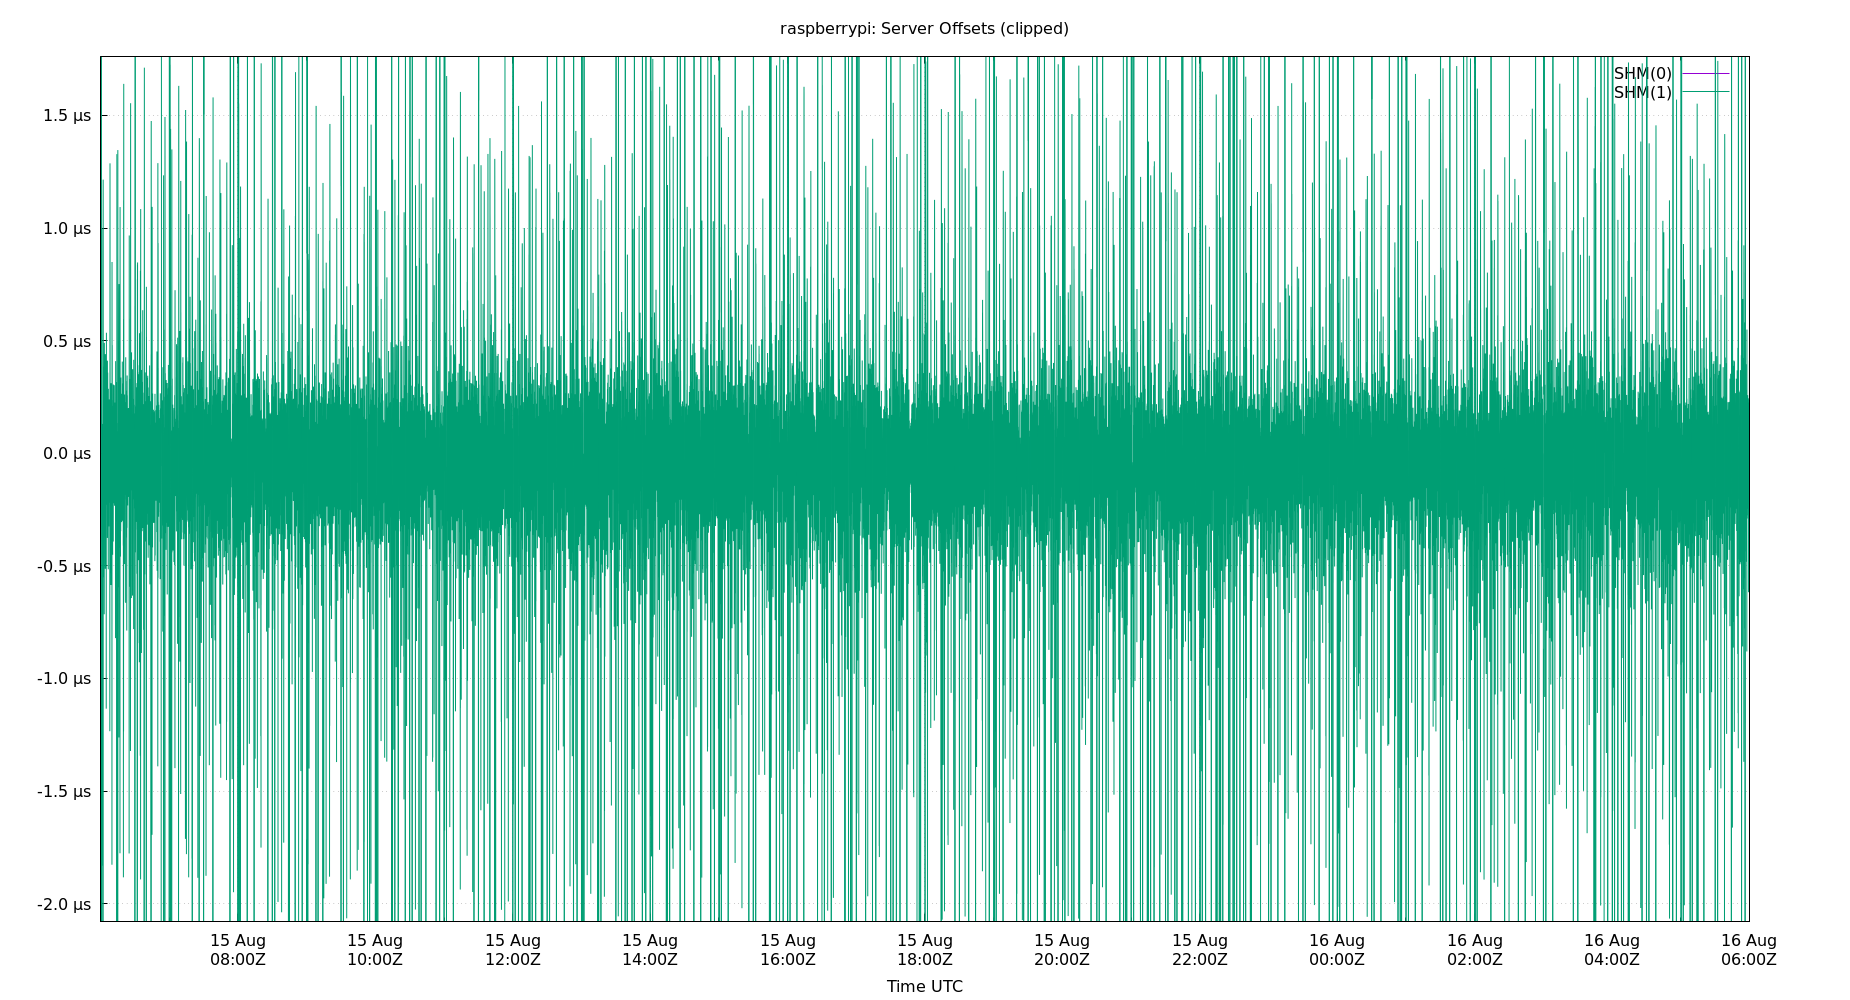 raspberrypi: Server Offsets (clipped)
SHM(0)
SHM(1)
1.5 µs
1.0 µs
0.5 µs
0.0 µs
-0.5 µs
-1.0 µs
-1.5 µs
-2.0 µs
15 Aug 15 Aug 15 Aug 15 Aug 15 Aug 15 Aug 15 Aug 15 Aug 16 Aug 16 Aug 16 Aug 16 Aug
08:00Z 10:00Z 12:00Z 14:00Z 16:00Z 18:00Z 20:00Z 22:00Z 00:00Z 02:00Z 04:00Z 06:00Z
Time UTC